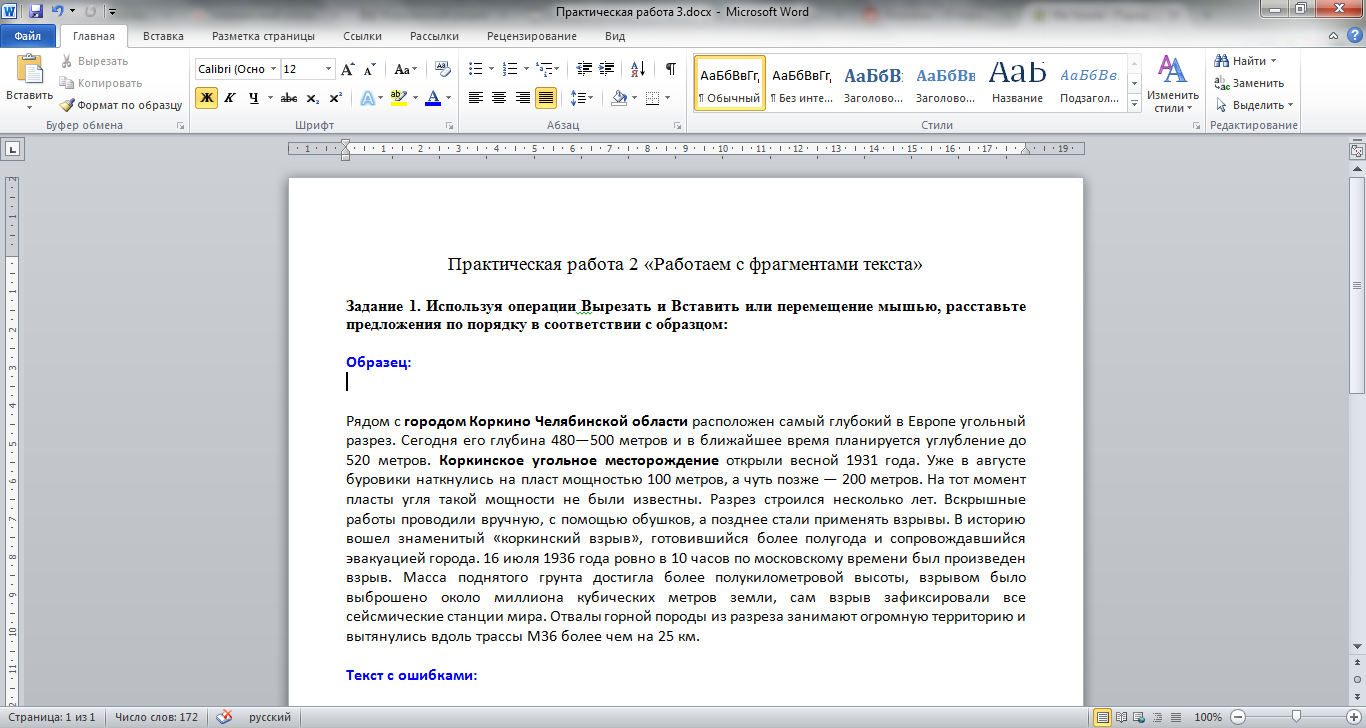 Практическая работа 3.docx - Microsoft Word
Файл Главная Вставка Разметка страницы Ссылки Рассылки Рецензирование Вид
Вставить
Вырезать
Копировать
Формат по образцу
Буфер обмена
Calibri (Осно 12
Шрифт
Абзац
АаБбВвГг, АаБбВвГг, АаБбВ: АаБбВв АаБ АаБбВв.
¶ Обычный ¶ Без инте... Заголово... Заголово... Название Подзагол...
Стили
Изменить
стили
Найти
Заменить
Выделить
Редактирование
Практическая работа 2 «Работаем с фрагментами текста»
Задание 1. Используя операции Вырезать и Вставить или перемещение мышью, расставьте
предложения по порядку в соответствии с образцом:
Образец:
Рядом с городом Коркино Челябинской области расположен самый глубокий в Европе угольный
разрез. Сегодня его глубина 480—500 метров и в ближайшее время планируется углубление до
520 метров. Коркинское угольное месторождение открыли весной 1931 года. Уже в августе
буровики наткнулись на пласт мощностью 100 метров, а чуть позже — 200 метров. На тот момент
пласты угля такой мощности не были известны. Разрез строился несколько лет. Вскрышные
работы проводили вручную, с помощью обушков, а позднее стали применять взрывы. В историю
вошел знаменитый «коркинский взрыв», готовившийся более полугода и сопровождавшийся
эвакуацией города. 16 июля 1936 года ровно в 10 часов по московскому времени был произведен
взрыв. Масса поднятого грунта достигла более полукилометровой высоты, взрывом было
выброшено около миллиона кубических метров земли, сам взрыв зафиксировали все
сейсмические станции мира. Отвалы горной породы из разреза занимают огромную территорию и
вытянулись вдоль трассы М36 более чем на 25 км.
Текст с ошибками:
Страница: 1 из 1 Число слов: 172 русский 100%